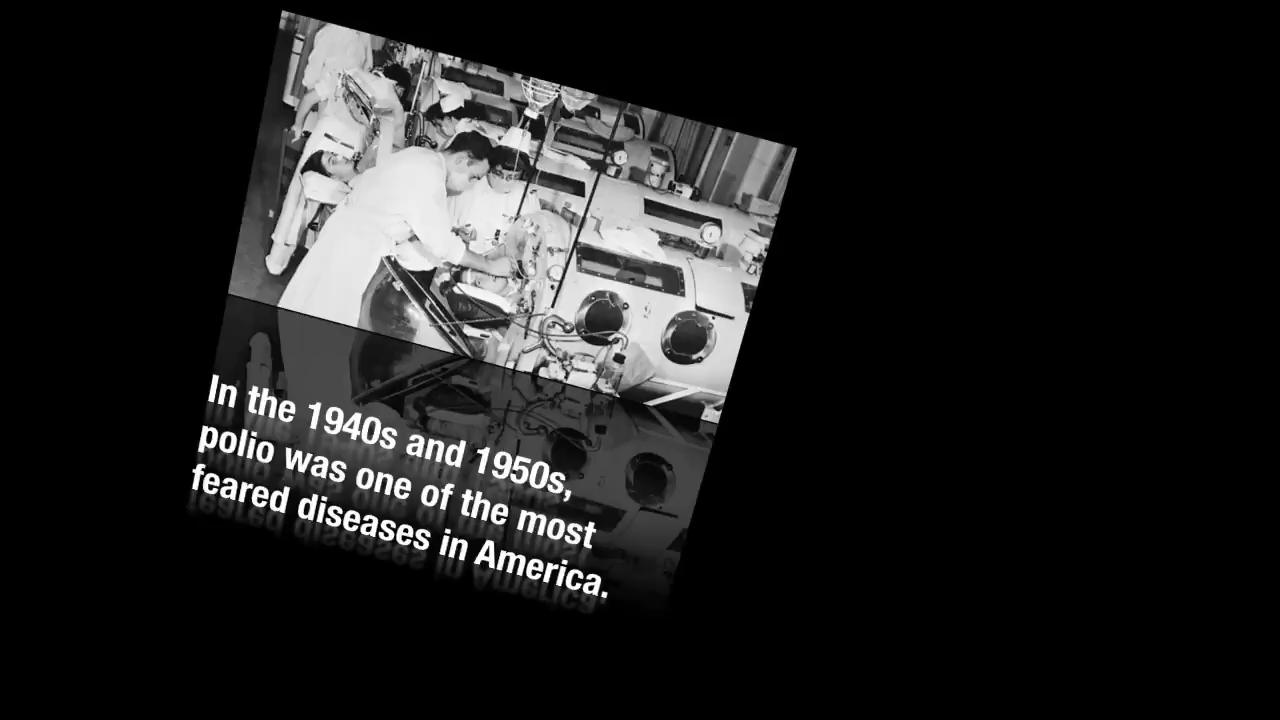 In the 1940s and 1950s,
polio was one of the most
feared diseases in America.